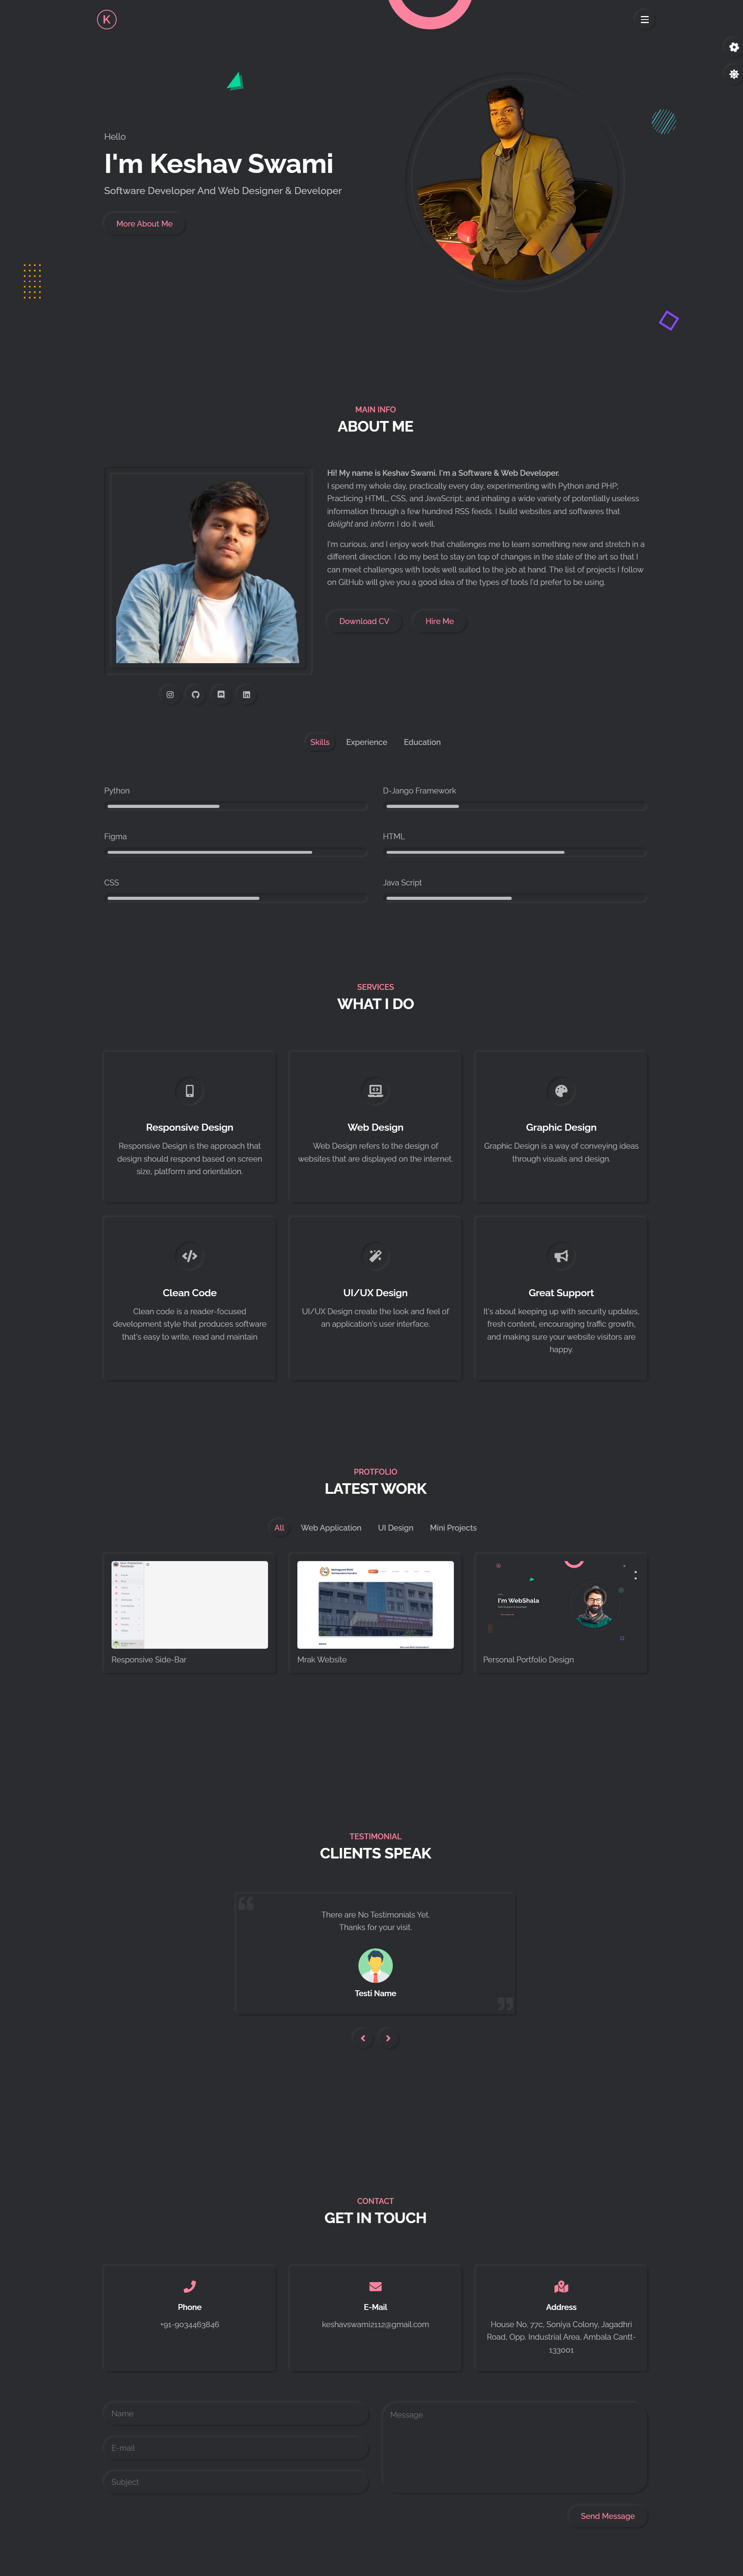 K
Hello
I'm Keshav Swami
Software Developer And Web Designer & Developer
More About Me
MAIN INFO
ABOUT ME
Hi! My name is Keshav Swami. I'm a Software & Web Developer.
I spend my whole day, practically every day, experimenting with Python and PHP;
Practicing HTML, CSS, and JavaScript; and inhaling a wide variety of potentially useless
information through a few hundred RSS feeds. I build websites and softwares that
delight and inform. I do it well.
I'm curious, and I enjoy work that challenges me to learn something new and stretch in a
different direction. I do my best to stay on top of changes in the state of the art so that I
can meet challenges with tools well suited to the job at hand. The list of projects I follow
on GitHub will give you a good idea of the types of tools I'd prefer to be using.
Download CV
Hire Me
Skills
Experience
Education
Python
D-Jango Framework
Figma
HTML
CSS
Java Script
SERVICES
WHAT I DO
Responsive Design
Responsive Design is the approach that
design should respond based on screen
size, platform and orientation.
Web Design
Web Design refers to the design of
websites that are displayed on the internet.
Graphic Design
Graphic Design is a way of conveying ideas
through visuals and design.
Clean Code
Clean code is a reader-focused
development style that produces software
that's easy to write, read and maintain
UI/UX Design
UI/UX Design create the look and feel of
an application's user interface.
Great Support
It's about keeping up with security updates,
fresh content, encouraging traffic growth,
and making sure your website visitors are
happy.
PROTFOLIO
LATEST WORK
All
Web Application
UI Design
Mini Projects
Responsive Side-Bar
Mrak Website
I'm WebShala
Personal Portfolio Design
TESTIMONIAL
CLIENTS SPEAK
There are No Testimonials Yet.
Thanks for your visit.
Testi Name
CONTACT
GET IN TOUCH
Phone
+91-9034463846
E-Mail
keshavswami2112@gmail.com
Address
House No. 77c, Soniya Colony, Jagadhri
Road, Opp. Industrial Area, Ambala Cantt-
133001
Name
E-mail
Subject
Message
Send Message